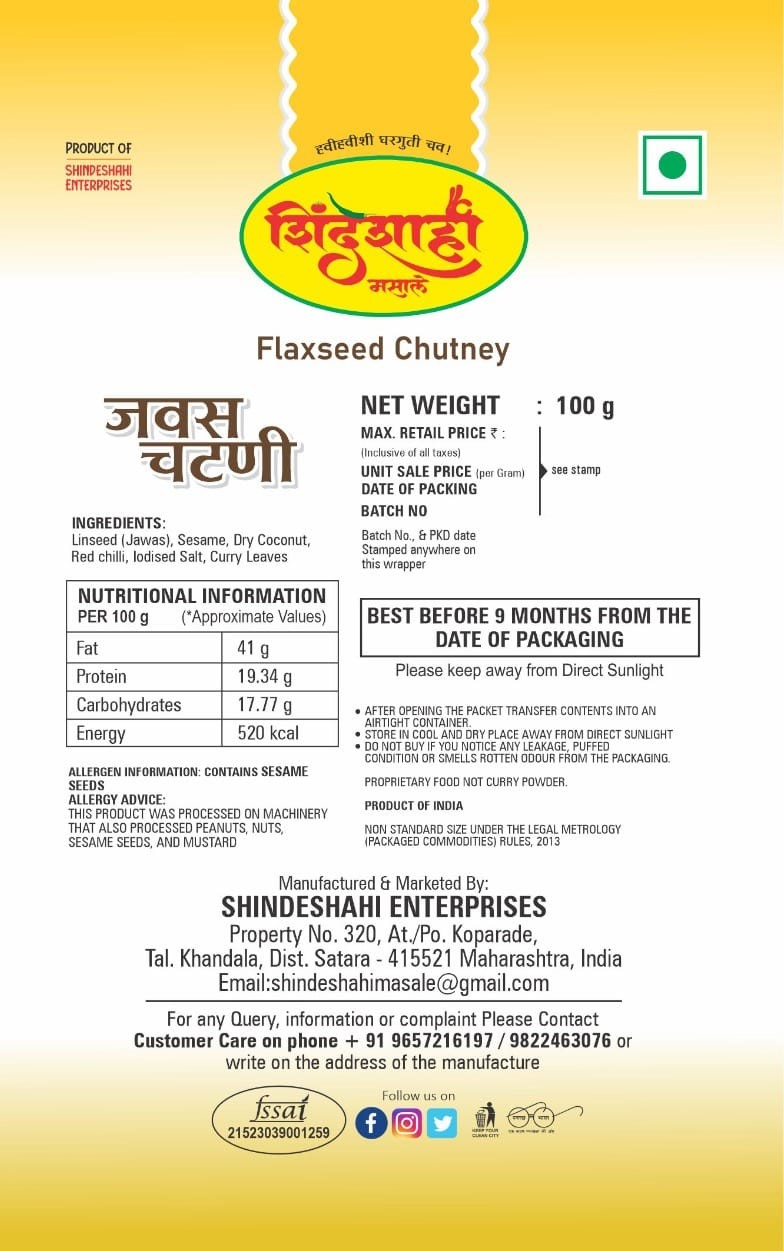 हवीहवीशी घरगुती चव!
PRODUCT OF
SHINDESHAHI
ENTERPRISES
शिंदेशाही
मसाले
Flaxseed Chutney
जवस
चटणी
NET WEIGHT : 100 g
MAX. RETAIL PRICE ₹ :
(Inclusive of all taxes)
UNIT SALE PRICE (per Gram)
see stamp
DATE OF PACKING
BATCH NO
Batch No., & PKD date
Stamped anywhere on
this wrapper
INGREDIENTS:
Linseed (Jawas), Sesame, Dry Coconut,
Red chilli, Iodised Salt, Curry Leaves
NUTRITIONAL INFORMATION
PER 100 g (*Approximate Values)
Fat 41 g
Protein 19.34 g
Carbohydrates 17.77 g
Energy 520 kcal
BEST BEFORE 9 MONTHS FROM THE
DATE OF PACKAGING
Please keep away from Direct Sunlight
• AFTER OPENING THE PACKET TRANSFER CONTENTS INTO AN
AIRTIGHT CONTAINER.
• STORE IN COOL AND DRY PLACE AWAY FROM DIRECT SUNLIGHT
• DO NOT BUY IF YOU NOTICE ANY LEAKAGE, PUFFED
CONDITION OR SMELLS ROTTEN ODOUR FROM THE PACKAGING.
PROPRIETARY FOOD NOT CURRY POWDER.
PRODUCT OF INDIA
NON STANDARD SIZE UNDER THE LEGAL METROLOGY
(PACKAGED COMMODITIES) RULES, 2013
ALLERGEN INFORMATION: CONTAINS SESAME
SEEDS
ALLERGY ADVICE:
THIS PRODUCT WAS PROCESSED ON MACHINERY
THAT ALSO PROCESSED PEANUTS, NUTS,
SESAME SEEDS, AND MUSTARD
Manufactured & Marketed By:
SHINDESHAHI ENTERPRISES
Property No. 320, At./Po. Koparade,
Tal. Khandala, Dist. Satara - 415521 Maharashtra, India
Email:shindeshahimasale@gmail.com
For any Query, information or complaint Please Contact
Customer Care on phone + 91 9657216197 / 9822463076 or
write on the address of the manufacture
fssai
21523039001259
Follow us on
KEEP YOUR
CLEAN CITY
स्वच्छ भारत
एक कदम स्वच्छता की ओर